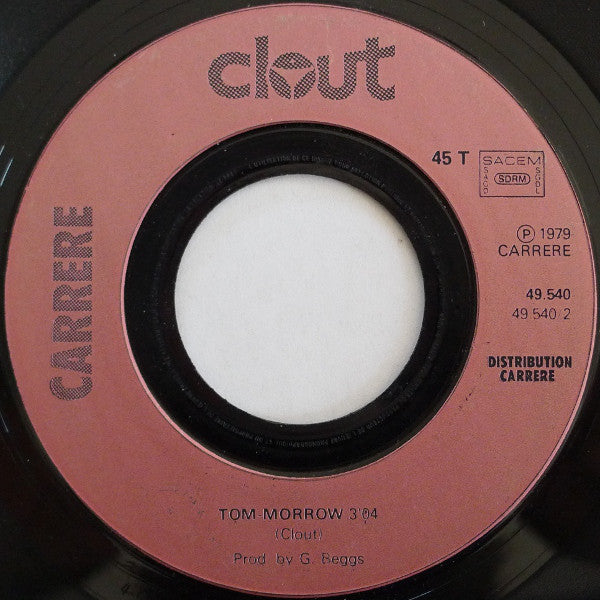 clout
CARRERE
45 T
SACEM
SACD
SDRM
SGDL
℗ 1979
CARRERE
49.540
49 540 2
DISTRIBUTION
CARRERE
TOM-MORROW 3'04
(Clout)
Prod by G. Beggs